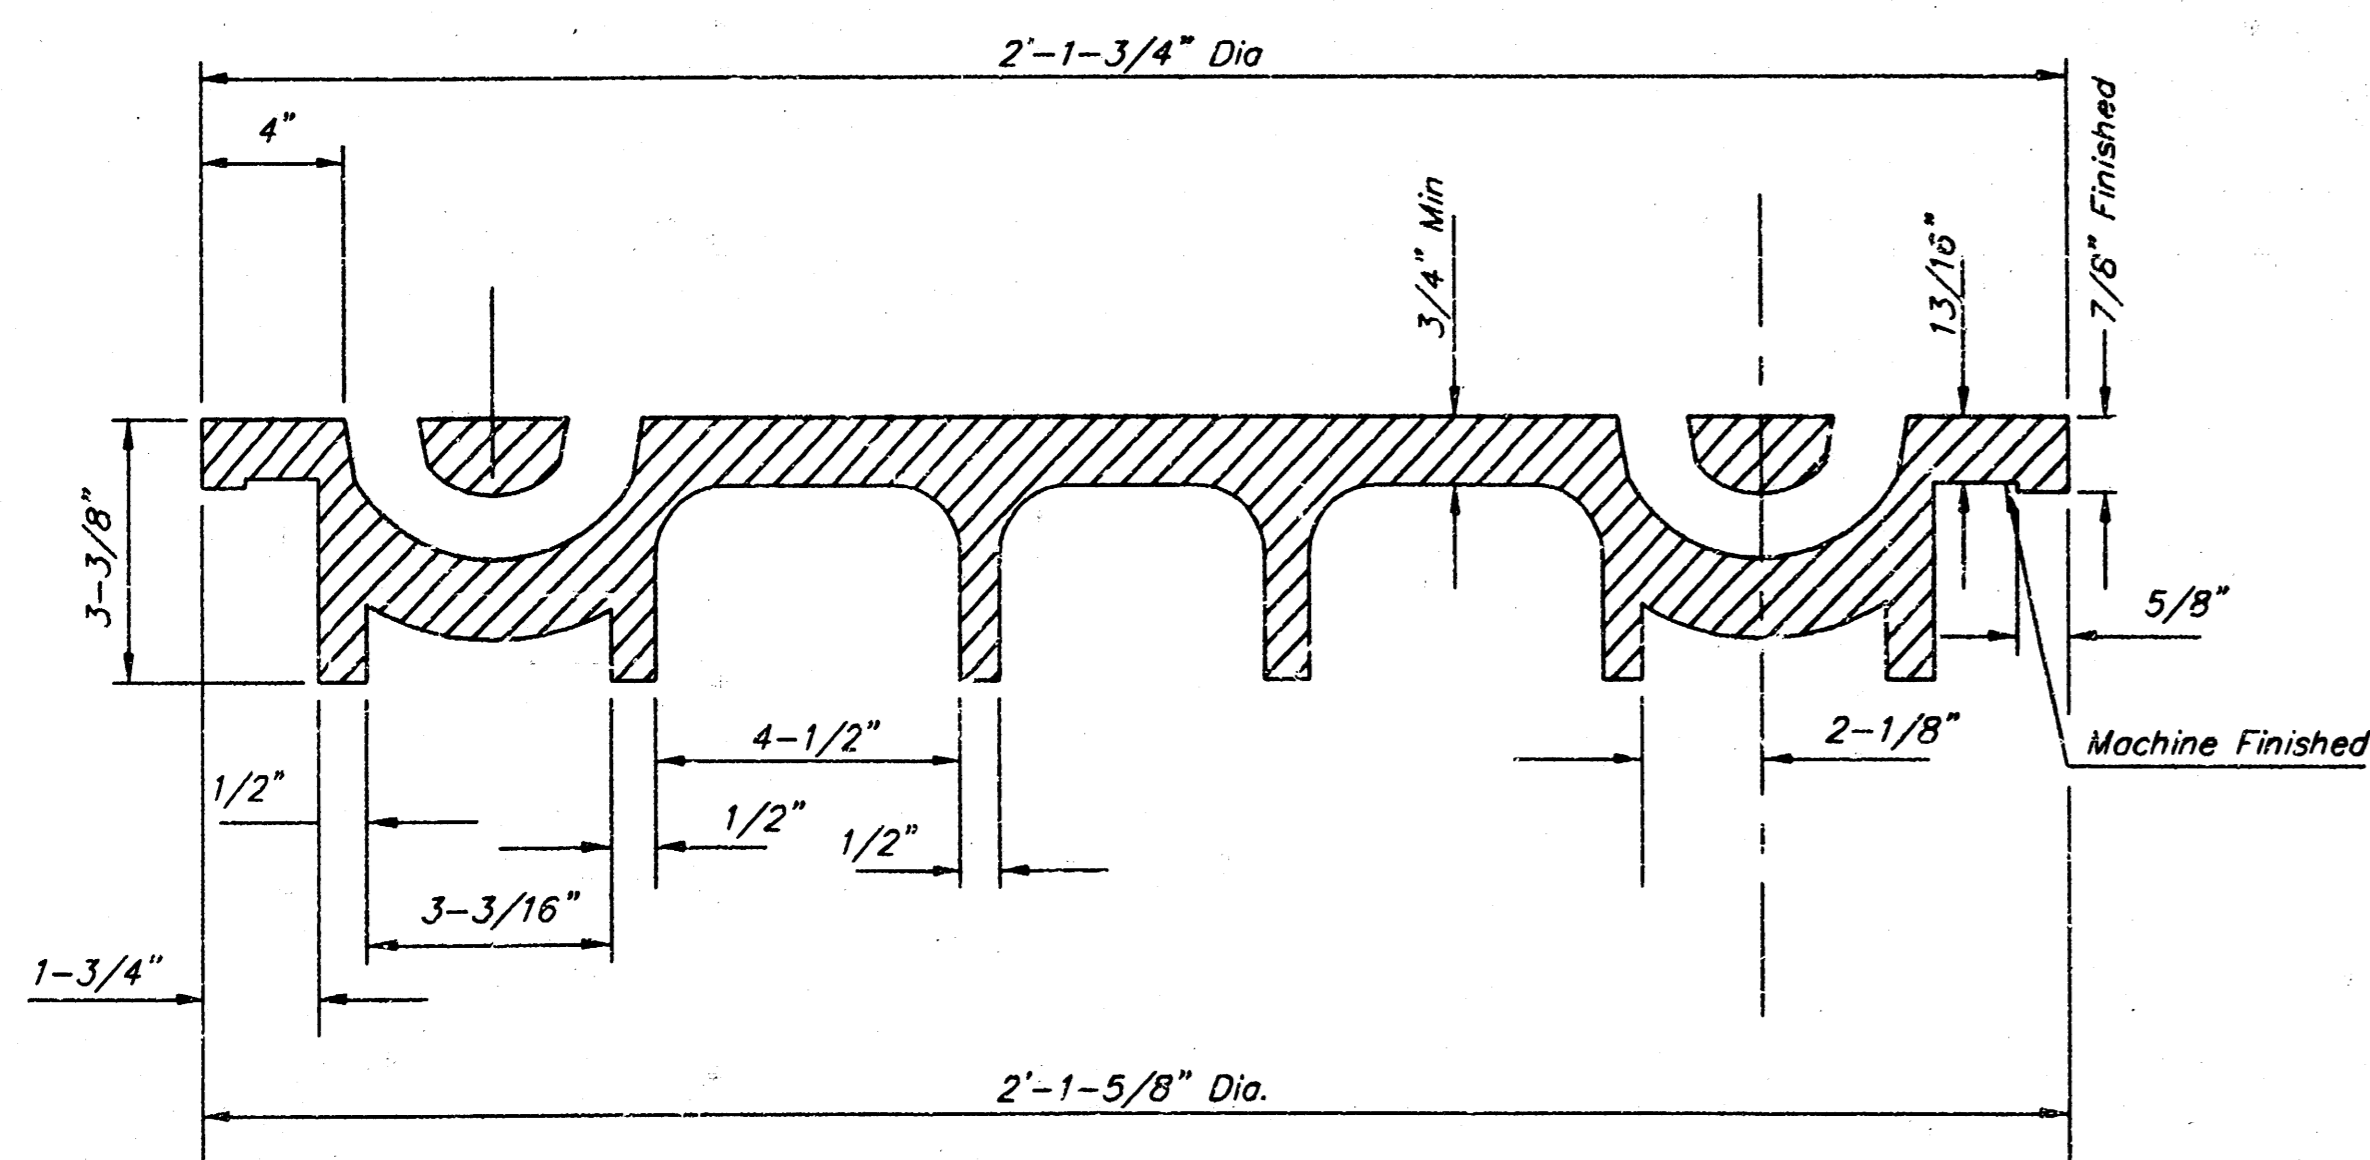 2'-1-3/4" Dia
4"
7/8" Finished
3/4" Min
13/16"
3-3/8"
5/8"
2-1/8"
Machine Finished
4-1/2"
1/2"
1/2"
1/2"
3-3/16"
1-3/4"
2'-1-5/8" Dia.